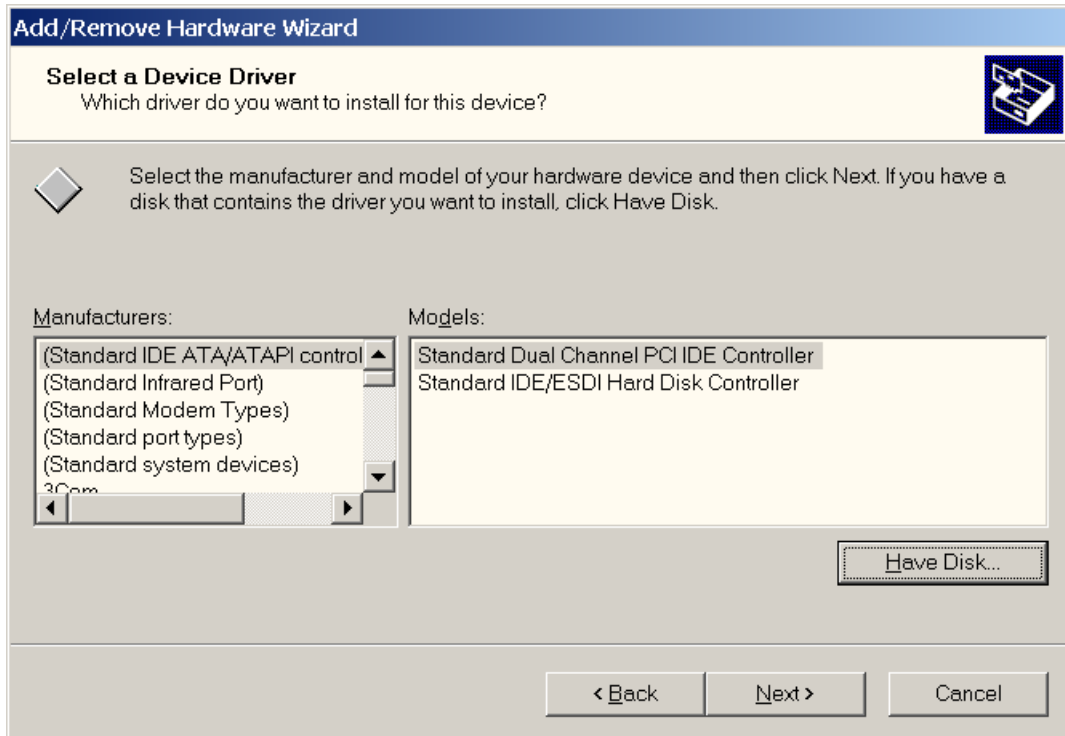 Add/Remove Hardware Wizard
Select a Device Driver
Which driver do you want to install for this device?
Select the manufacturer and model of your hardware device and then click Next. If you have a
disk that contains the driver you want to install, click Have Disk.
Manufacturers:
(Standard IDE ATA/ATAPI control
(Standard Infrared Port)
(Standard Modem Types)
(Standard port types)
(Standard system devices)
3Com
Models:
Standard Dual Channel PCI IDE Controller
Standard IDE/ESDI Hard Disk Controller
Have Disk...
< Back
Next >
Cancel